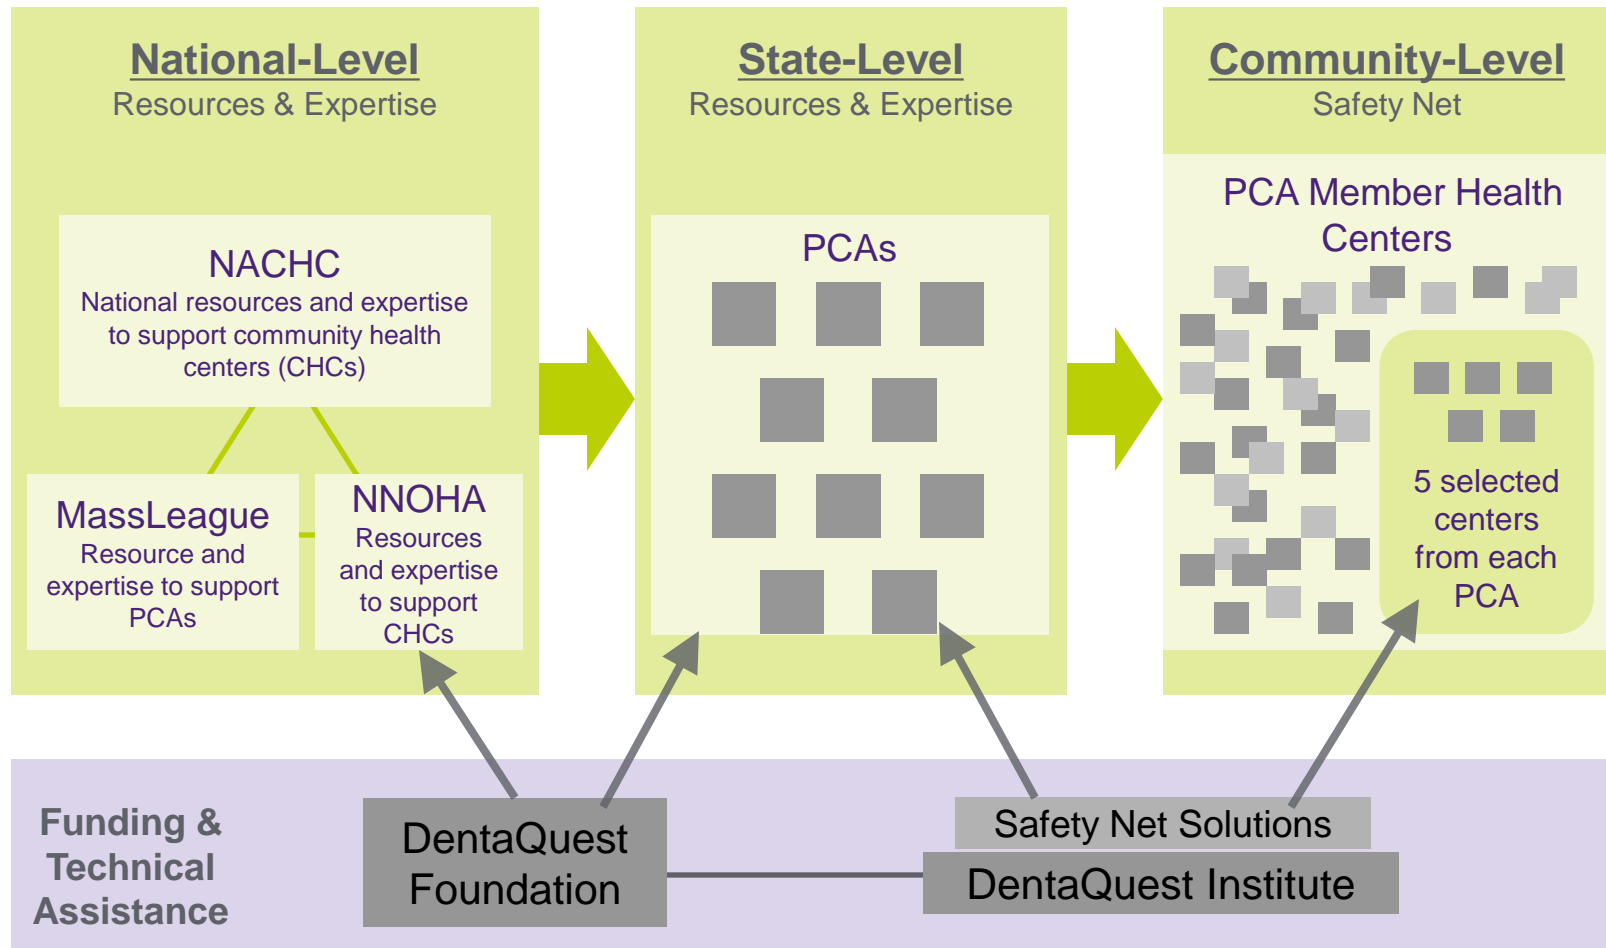 National-Level
Resources & Expertise
NACHC
National resources and expertise
to support community health
centers (CHCs)
MassLeague
Resource and
expertise to support
PCAs
NNOHA
Resources
and expertise
to support
CHCs
State-Level
Resources & Expertise
PCAs
Community-Level
Safety Net
PCA Member Health
Centers
5 selected
centers
from each
PCA
Funding &
Technical
Assistance
DentaQuest
Foundation
Safety Net Solutions
DentaQuest Institute